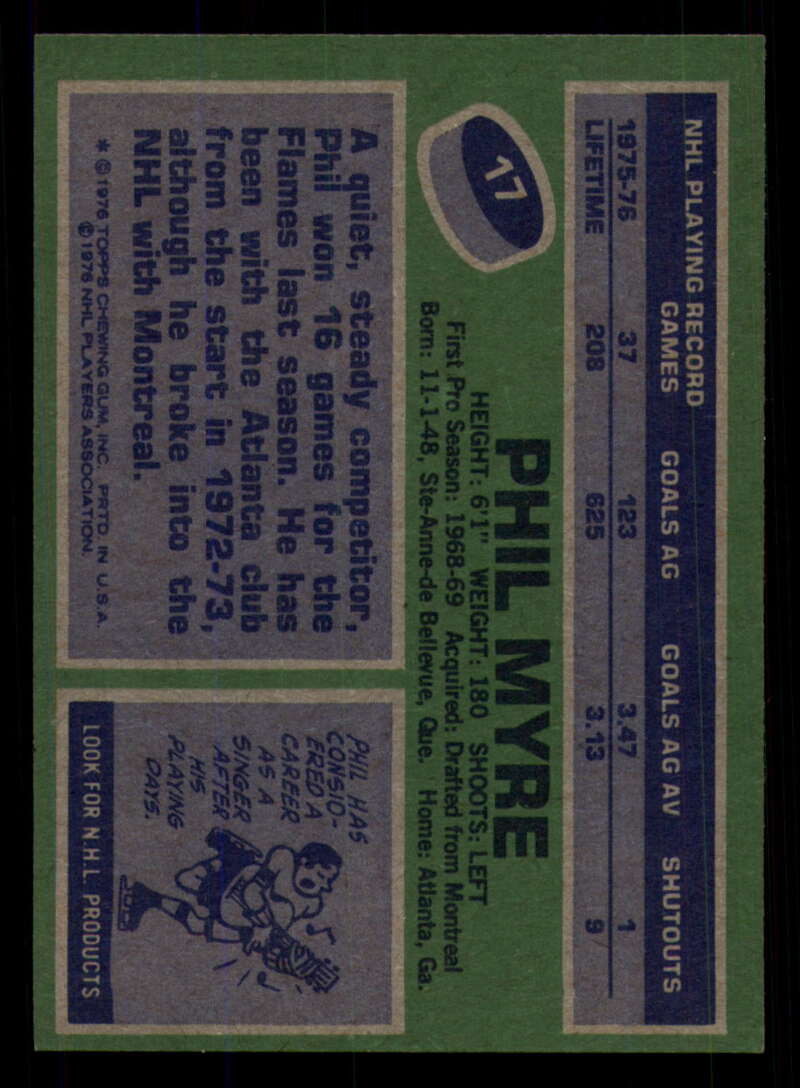 NHL PLAYING RECORD
GAMES GOALS AG GOALS AG AV SHUTOUTS
1975-76 37 123 3.47 1
LIFETIME 208 625 3.13 9
17
PHIL MYRE
HEIGHT: 6'1" WEIGHT: 180 SHOOTS: LEFT
First Pro Season: 1968-69 Acquired: Drafted from Montreal
Born: 11-1-48, Ste-Anne-de Bellevue, Que. Home: Atlanta, Ga.
A quiet, steady competitor,
Phil won 16 games for the
Flames last season. He has
been with the Atlanta club
from the start in 1972-73,
although he broke into the
NHL with Montreal.
* © 1976 TOPPS CHEWING GUM, INC. PRTD. IN U.S.A.
© 1976 NHL PLAYERS ASSOCIATION.
PHIL HAS
CONSID-
ERED A
CAREER
AS A
SINGER
AFTER
HIS
PLAYING
DAYS.
LOOK FOR N.H.L. PRODUCTS